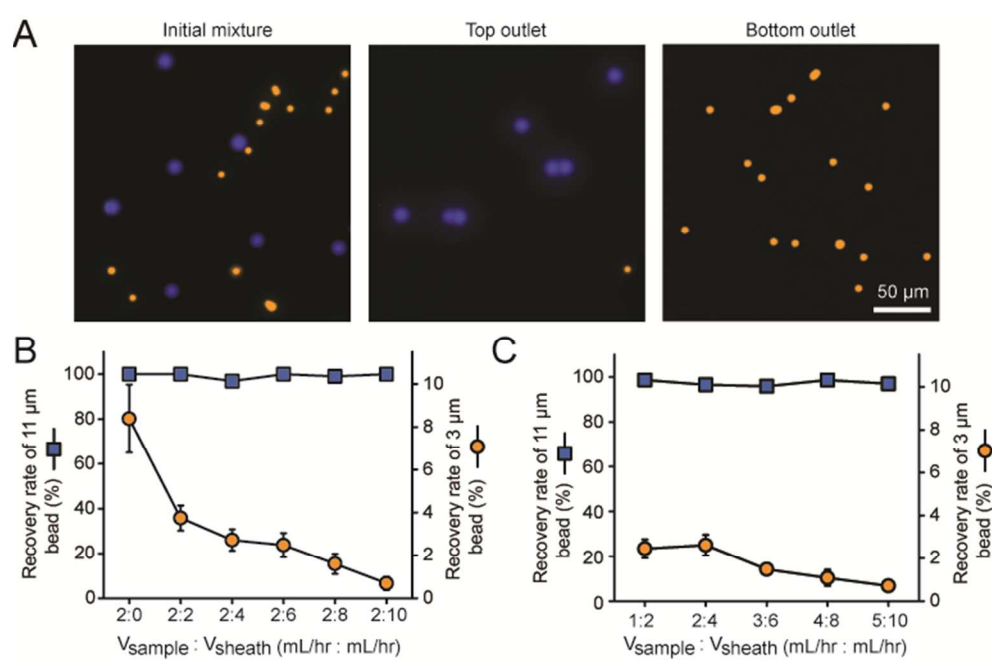 A
Initial mixture
Top outlet
Bottom outlet
50 µm
B
Recovery rate of 11 µm
bead (%)
100
80
60
40
20
0
10
8
6
4
2
0
Recovery rate of 3 µm
bead (%)
2:0 2:2 2:4 2:6 2:8 2:10
Vsample : Vsheath (mL/hr : mL/hr)
C
Recovery rate of 11 µm
bead (%)
100
80
60
40
20
0
10
8
6
4
2
0
Recovery rate of 3 µm
bead (%)
1:2 2:4 3:6 4:8 5:10
Vsample : Vsheath (mL/hr : mL/hr)